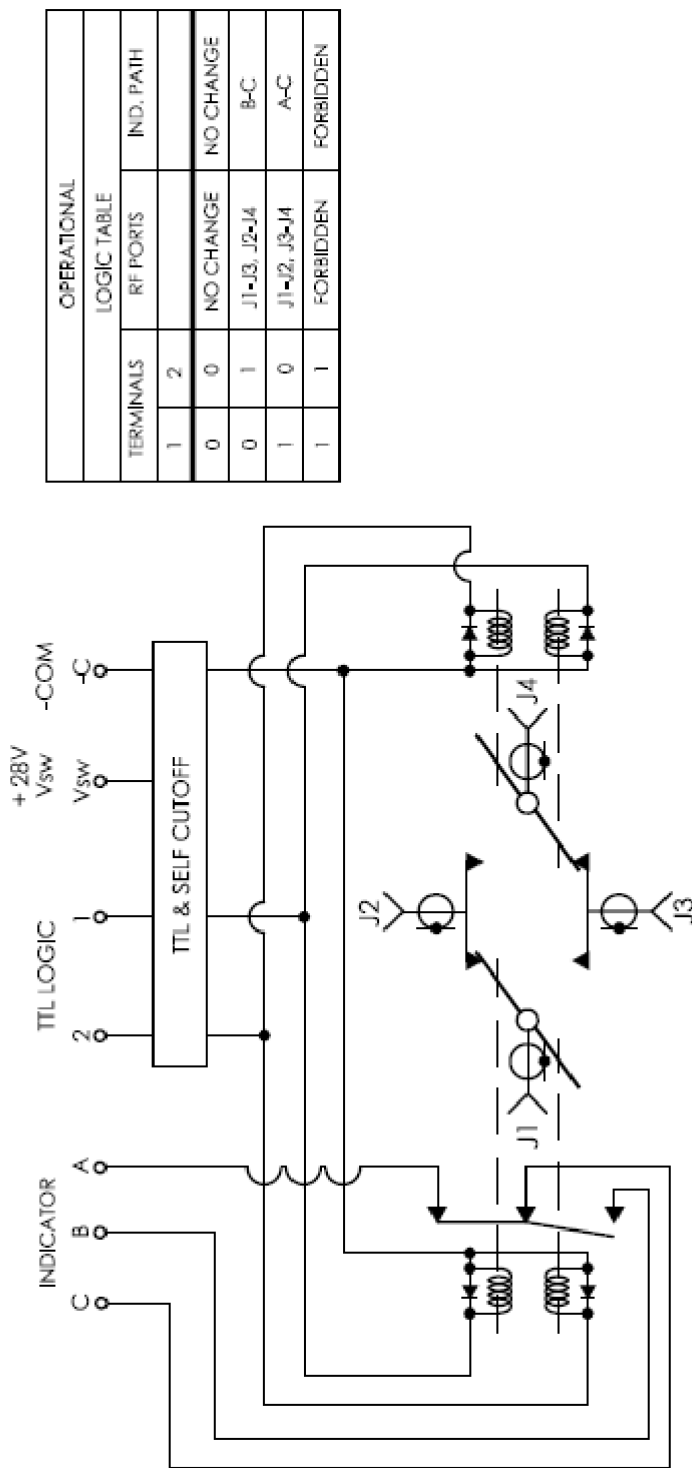 INDICATOR
C
B
A
TTL LOGIC
2
1
+ 28V
Vsw
Vsw
-COM
-C
TTL & SELF CUTOFF
J1
J2
J3
J4
OPERATIONAL
LOGIC TABLE
TERMINALS RF PORTS IND. PATH
1 2
0 0 NO CHANGE NO CHANGE
0 1 J1-J3, J2-J4 B-C
1 0 J1-J2, J3-J4 A-C
1 1 FORBIDDEN FORBIDDEN